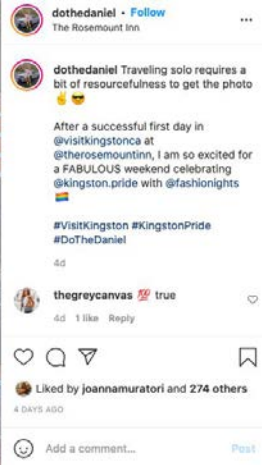 dothedaniel • Follow
The Rosemount Inn
dothedaniel Traveling solo requires a
bit of resourcefulness to get the photo
✌️😎
After a successful first day in
@visitkingstonca at
@therosemountinn, I am so excited for
a FABULOUS weekend celebrating
@kingston.pride with @fashionights
🏳️‍🌈
#VisitKingston #KingstonPride
#DoTheDaniel
4d
thegreycanvas 💯 true
4d 1 like Reply
Liked by joannamuratori and 274 others
4 DAYS AGO
Add a comment... Post